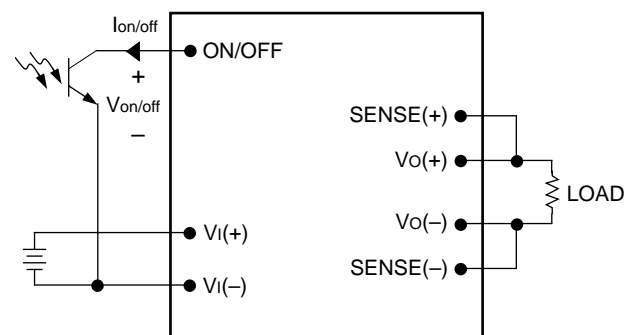 Ion/off
ON/OFF
+
Von/off
–
SENSE(+)
VO(+)
LOAD
VO(–)
VI(+)
VI(–)
SENSE(–)